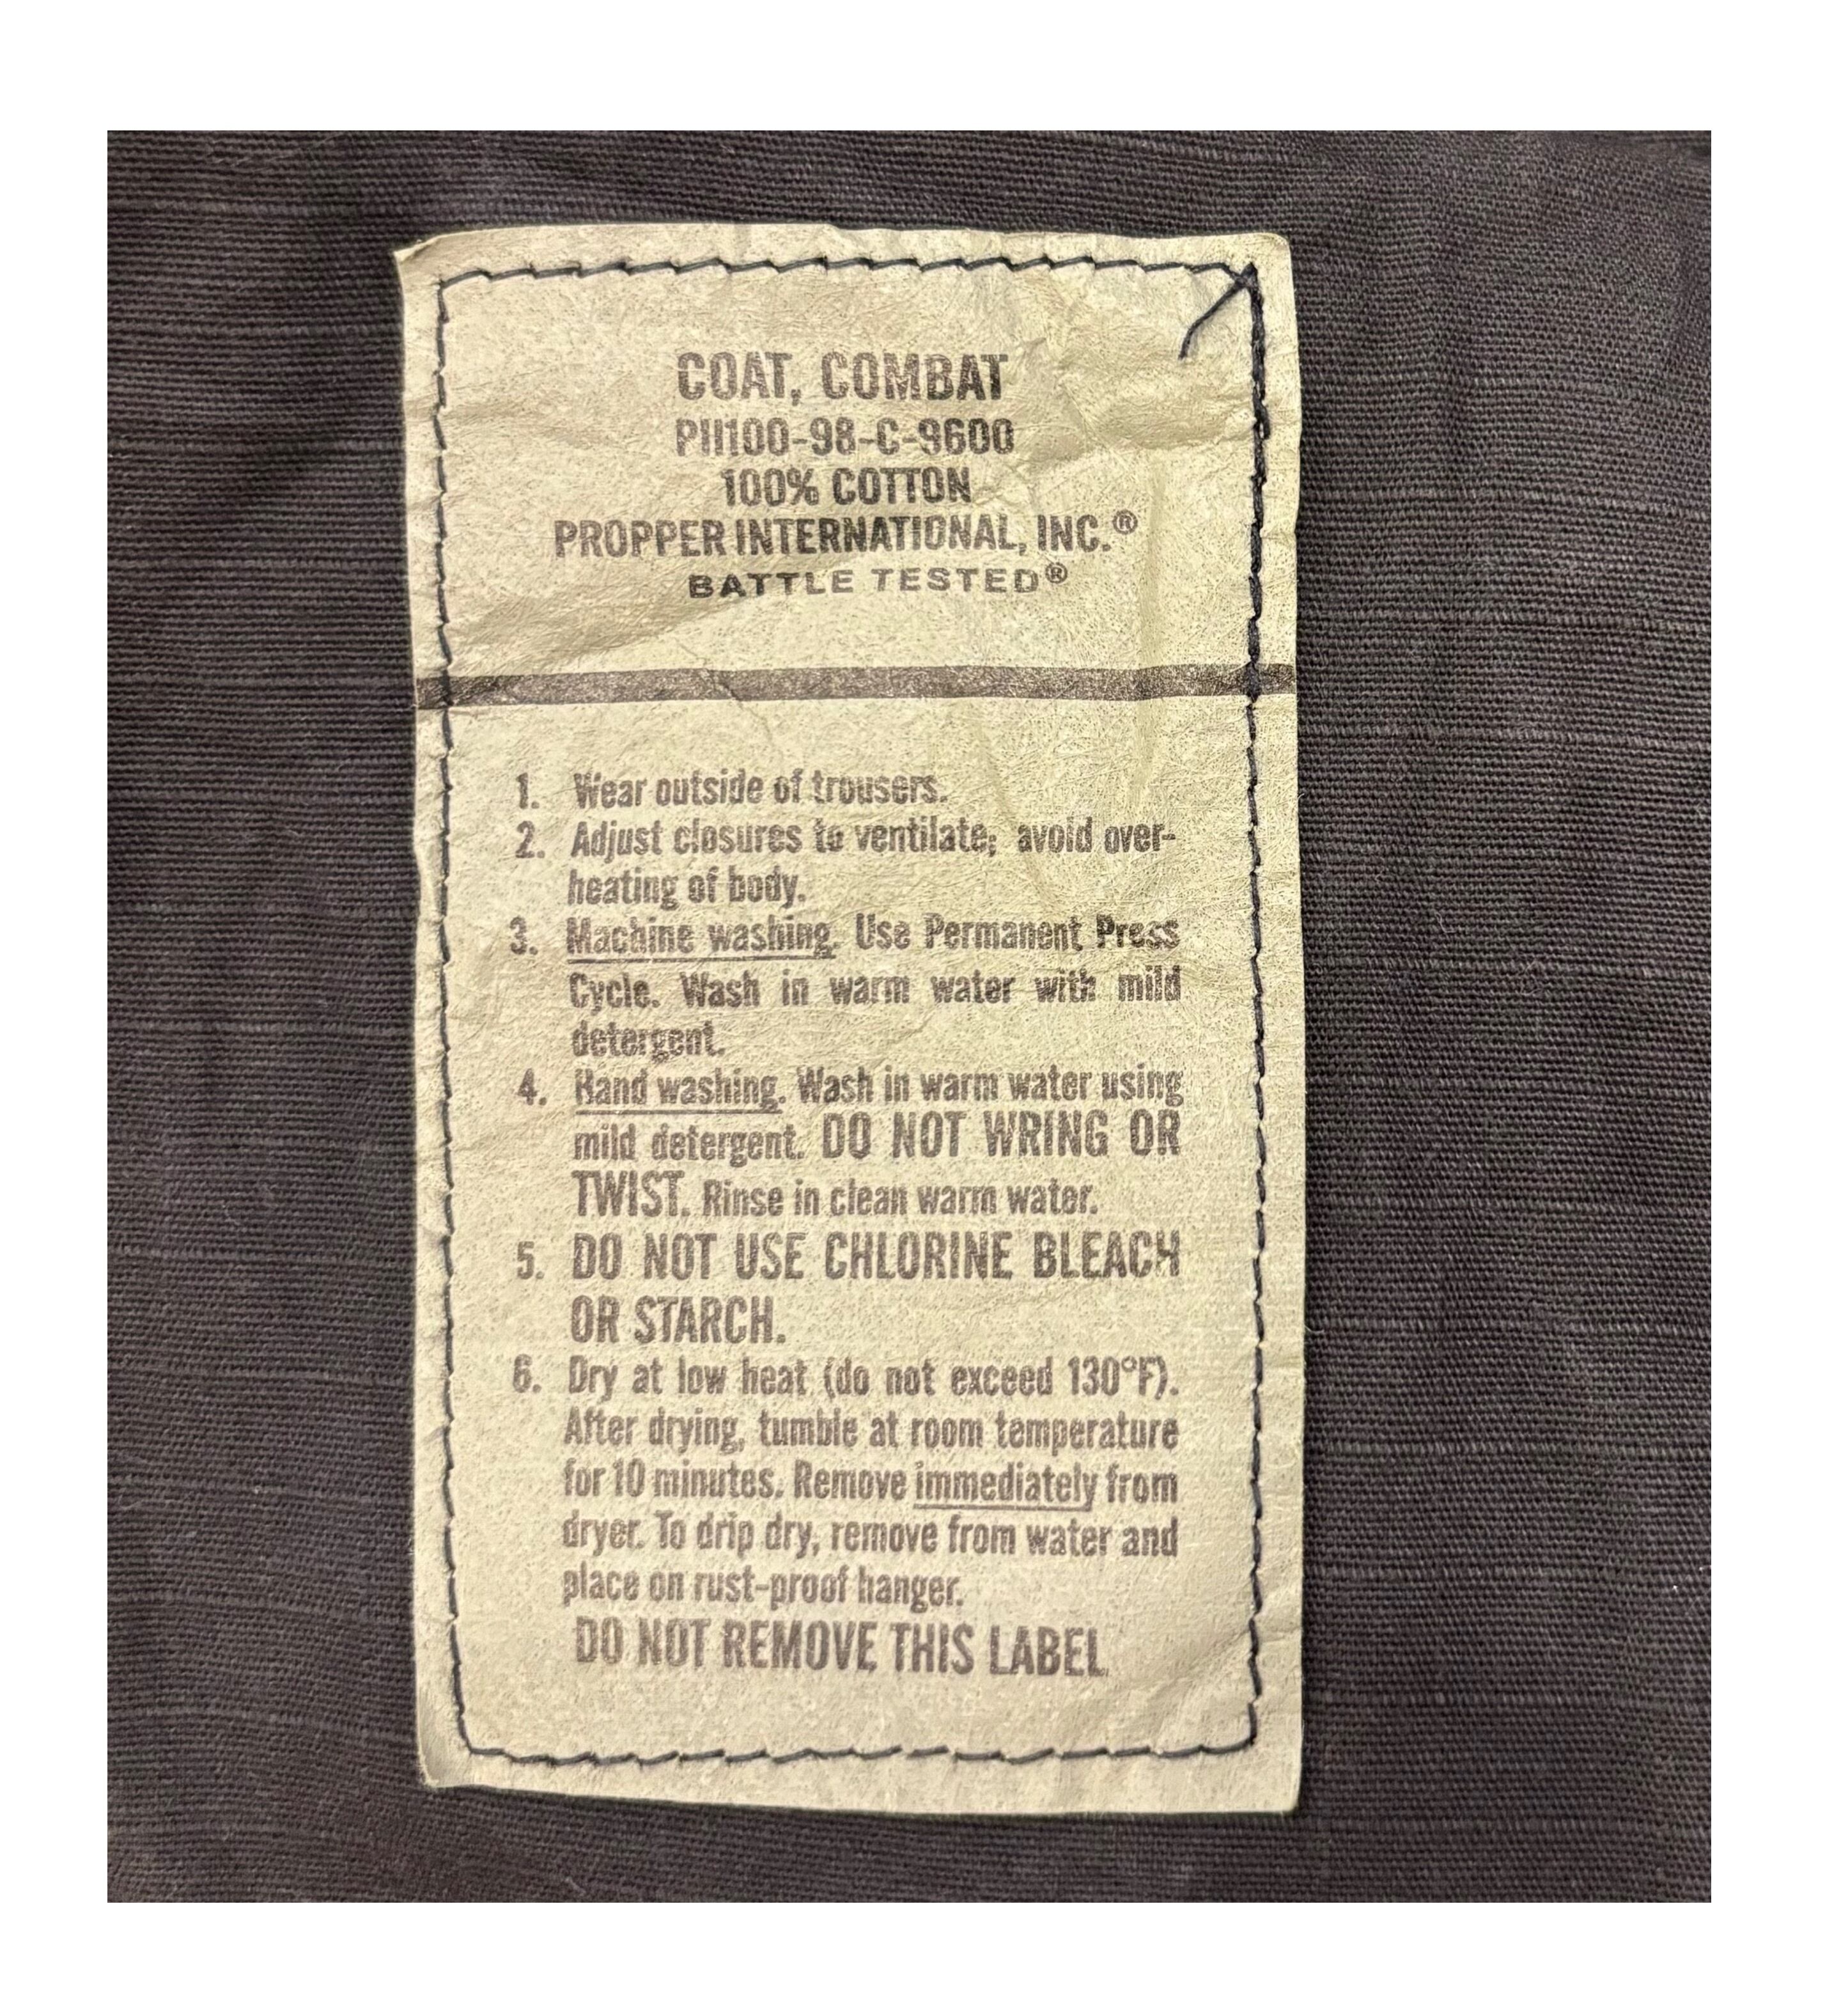 COAT, COMBAT
PII100-98-C-9600
100% COTTON
PROPPER INTERNATIONAL, INC.®
BATTLE TESTED®
1. Wear outside of trousers.
2. Adjust closures to ventilate; avoid over-
heating of body.
3. Machine washing. Use Permanent Press
Cycle. Wash in warm water with mild
detergent.
4. Hand washing. Wash in warm water using
mild detergent. DO NOT WRING OR
TWIST. Rinse in clean warm water.
5. DO NOT USE CHLORINE BLEACH
OR STARCH.
6. Dry at low heat (do not exceed 130°F).
After drying, tumble at room temperature
for 10 minutes. Remove immediately from
dryer. To drip dry, remove from water and
place on rust-proof hanger.
DO NOT REMOVE THIS LABEL